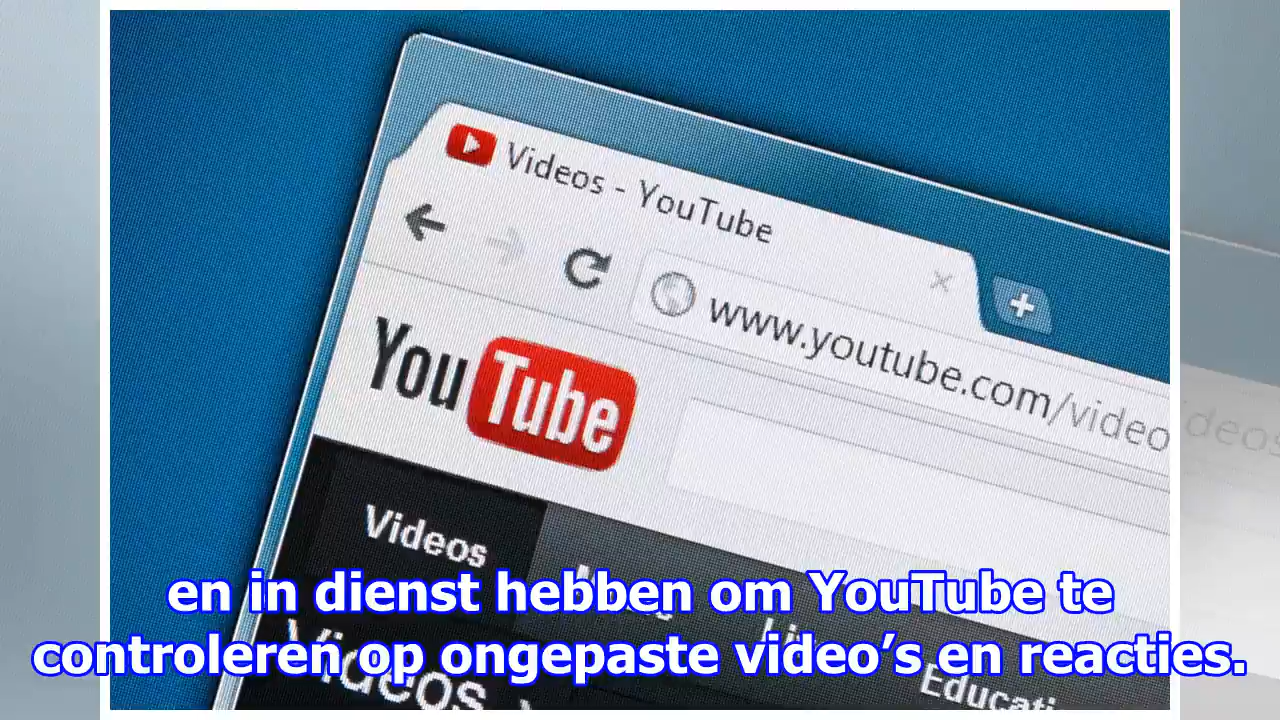 Videos - YouTube
www.youtube.com/video
YouTube
Videos
en in dienst hebben om YouTube te
controleren op ongepaste video’s en reacties.
Videos